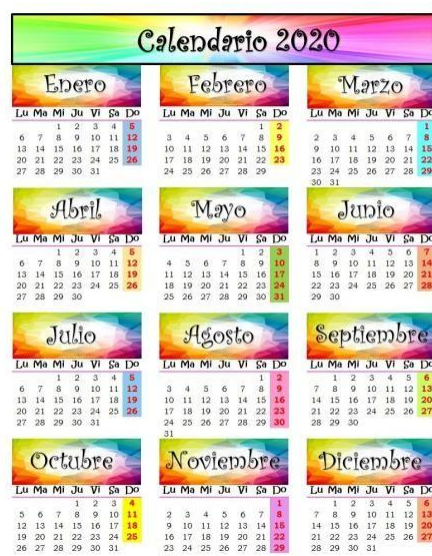 Calendario 2020
Enero
Lu Ma Mi Ju Vi Sa Do
1 2 3 4 5
6 7 8 9 10 11 12
13 14 15 16 17 18 19
20 21 22 23 24 25 26
27 28 29 30 31
Febrero
Lu Ma Mi Ju Vi Sa Do
1 2
3 4 5 6 7 8 9
10 11 12 13 14 15 16
17 18 19 20 21 22 23
24 25 26 27 28 29
Marzo
Lu Ma Mi Ju Vi Sa Do
1
2 3 4 5 6 7 8
9 10 11 12 13 14 15
16 17 18 19 20 21 22
23 24 25 26 27 28 29
30 31
Abril
Lu Ma Mi Ju Vi Sa Do
1 2 3 4 5
6 7 8 9 10 11 12
13 14 15 16 17 18 19
20 21 22 23 24 25 26
27 28 29 30
Mayo
Lu Ma Mi Ju Vi Sa Do
1 2 3
4 5 6 7 8 9 10
11 12 13 14 15 16 17
18 19 20 21 22 23 24
25 26 27 28 29 30 31
Junio
Lu Ma Mi Ju Vi Sa Do
1 2 3 4 5 6 7
8 9 10 11 12 13 14
15 16 17 18 19 20 21
22 23 24 25 26 27 28
29 30
Julio
Lu Ma Mi Ju Vi Sa Do
1 2 3 4 5
6 7 8 9 10 11 12
13 14 15 16 17 18 19
20 21 22 23 24 25 26
27 28 29 30 31
Agosto
Lu Ma Mi Ju Vi Sa Do
1 2
3 4 5 6 7 8 9
10 11 12 13 14 15 16
17 18 19 20 21 22 23
24 25 26 27 28 29 30
31
Septiembre
Lu Ma Mi Ju Vi Sa Do
1 2 3 4 5 6
7 8 9 10 11 12 13
14 15 16 17 18 19 20
21 22 23 24 25 26 27
28 29 30
Octubre
Lu Ma Mi Ju Vi Sa Do
1 2 3 4
5 6 7 8 9 10 11
12 13 14 15 16 17 18
19 20 21 22 23 24 25
26 27 28 29 30 31
Noviembre
Lu Ma Mi Ju Vi Sa Do
1
2 3 4 5 6 7 8
9 10 11 12 13 14 15
16 17 18 19 20 21 22
23 24 25 26 27 28 29
Diciembre
Lu Ma Mi Ju Vi Sa Do
1 2 3 4 5 6
7 8 9 10 11 12 13
14 15 16 17 18 19 20
21 22 23 24 25 26 27
28 29 30 31